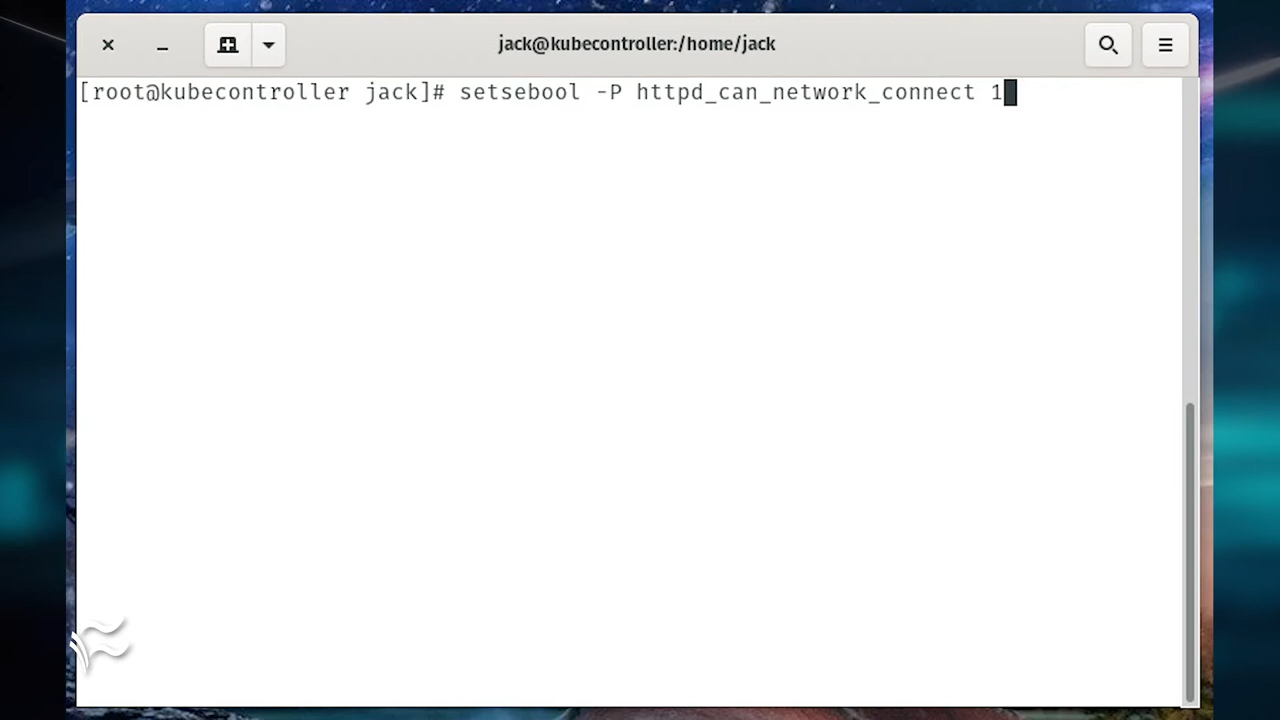 jack@kubecontroller:/home/jack
[root@kubecontroller jack]# setsebool -P httpd_can_network_connect 1